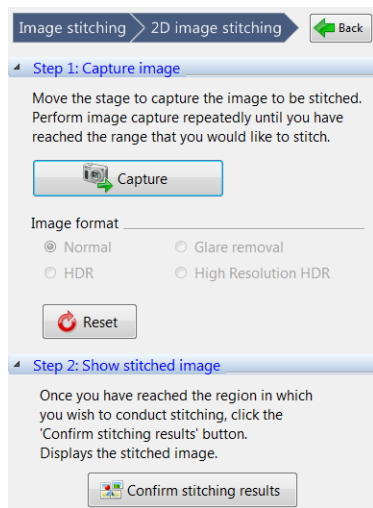 Image stitching 2D image stitching Back
Step 1: Capture image
Move the stage to capture the image to be stitched.
Perform image capture repeatedly until you have
reached the range that you would like to stitch.
Capture
Image format
Normal Glare removal
HDR High Resolution HDR
Reset
Step 2: Show stitched image
Once you have reached the region in which
you wish to conduct stitching, click the
'Confirm stitching results' button.
Displays the stitched image.
Confirm stitching results